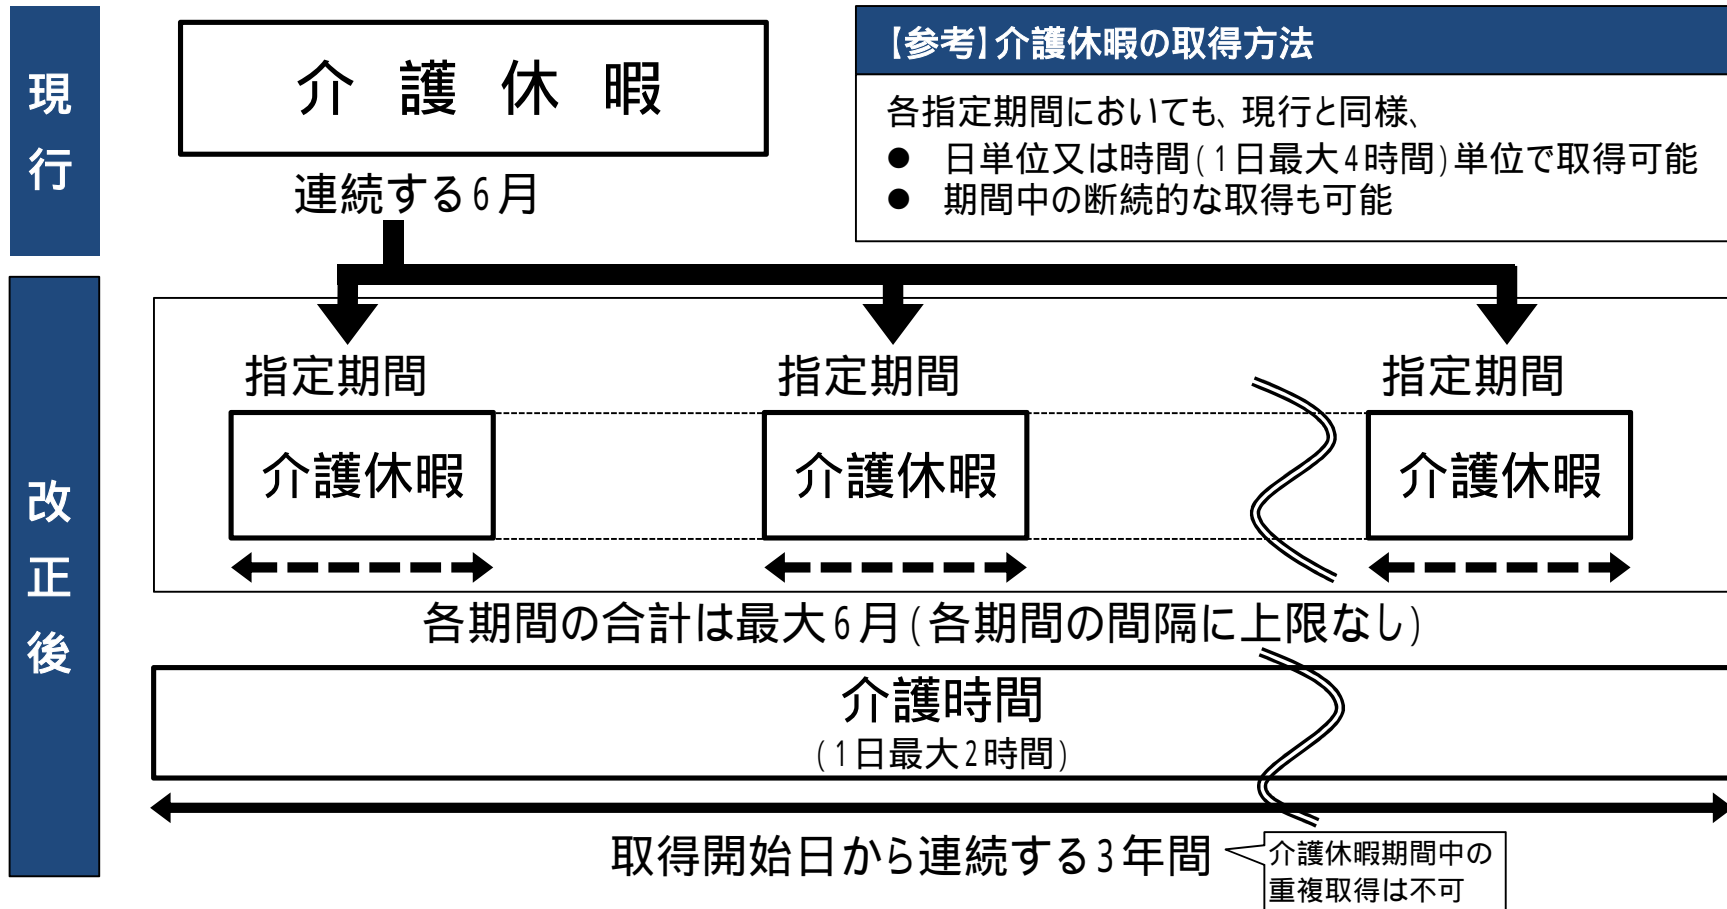 現行
介護休暇
連続する6月
【参考】介護休暇の取得方法
各指定期間においても、現行と同様、
● 日単位又は時間(1日最大4時間)単位で取得可能
● 期間中の断続的な取得も可能
改正後
指定期間 指定期間 指定期間
介護休暇 介護休暇 介護休暇
各期間の合計は最大6月(各期間の間隔に上限なし)
介護時間
(1日最大2時間)
取得開始日から連続する3年間
介護休暇期間中の
重複取得は不可